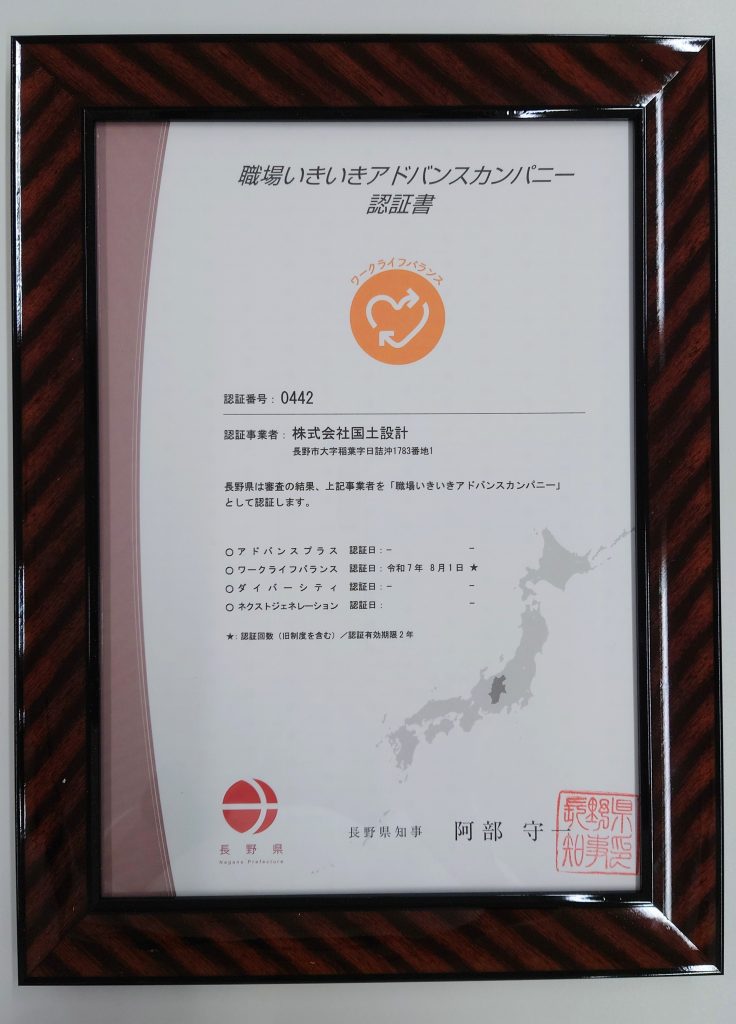 職場いきいきアドバンスカンパニー
認証書
ワークライフバランス
認証番号：0442
認証事業者：株式会社国土設計
長野市大字稲葉字日詰沖1783番地1
長野県は審査の結果、上記事業者を「職場いきいきアドバンスカンパニー」
として認証します。
○アドバンスプラス 認証日：− −
○ワークライフバランス 認証日：令和7年 8月1日 ★
○ダイバーシティ 認証日：− −
○ネクストジェネレーション 認証日： −
★：認証回数（旧制度を含む）／認証有効期限2年
長野県
Nagano Prefecture
長野県知事 阿部 守一
長野県知事印